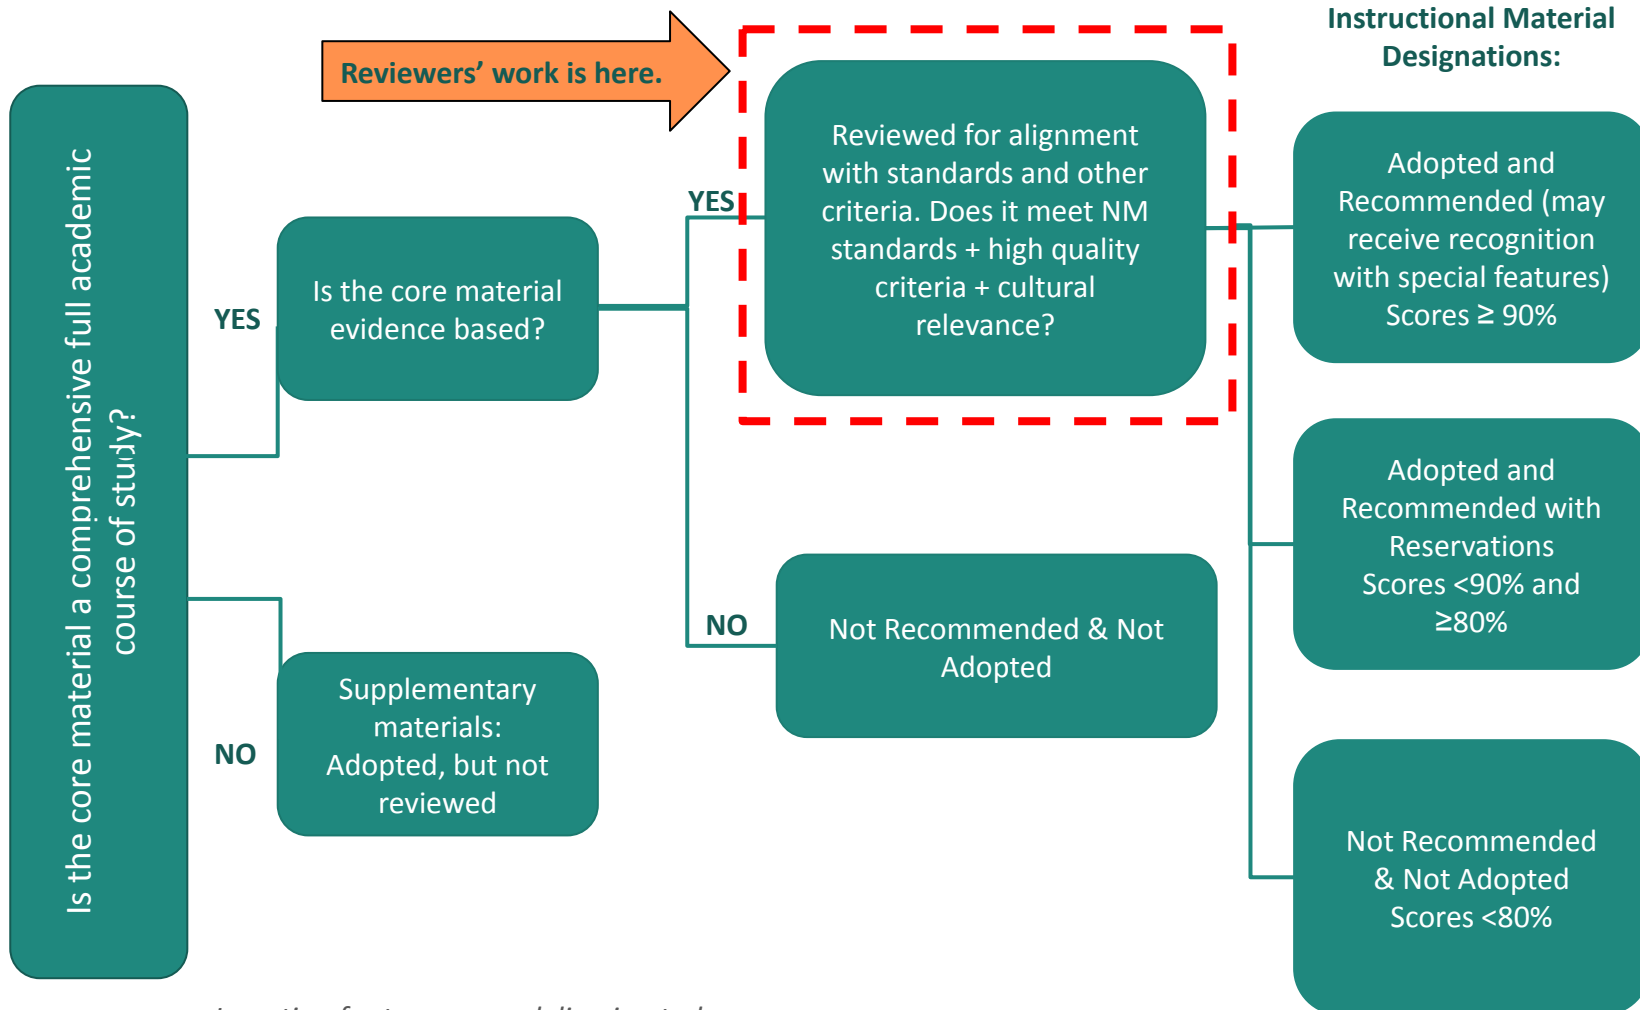 Instructional Material
Designations:
Reviewers’ work is here.
Is the core material a comprehensive full academic
course of study?
YES
NO
Is the core material
evidence based?
Supplementary
materials:
Adopted, but not
reviewed
YES
NO
Reviewed for alignment
with standards and other
criteria. Does it meet NM
standards + high quality
criteria + cultural
relevance?
Not Recommended & Not
Adopted
Adopted and
Recommended (may
receive recognition
with special features)
Scores ≥ 90%
Adopted and
Recommended with
Reservations
Scores <90% and
≥80%
Not Recommended
& Not Adopted
Scores <80%